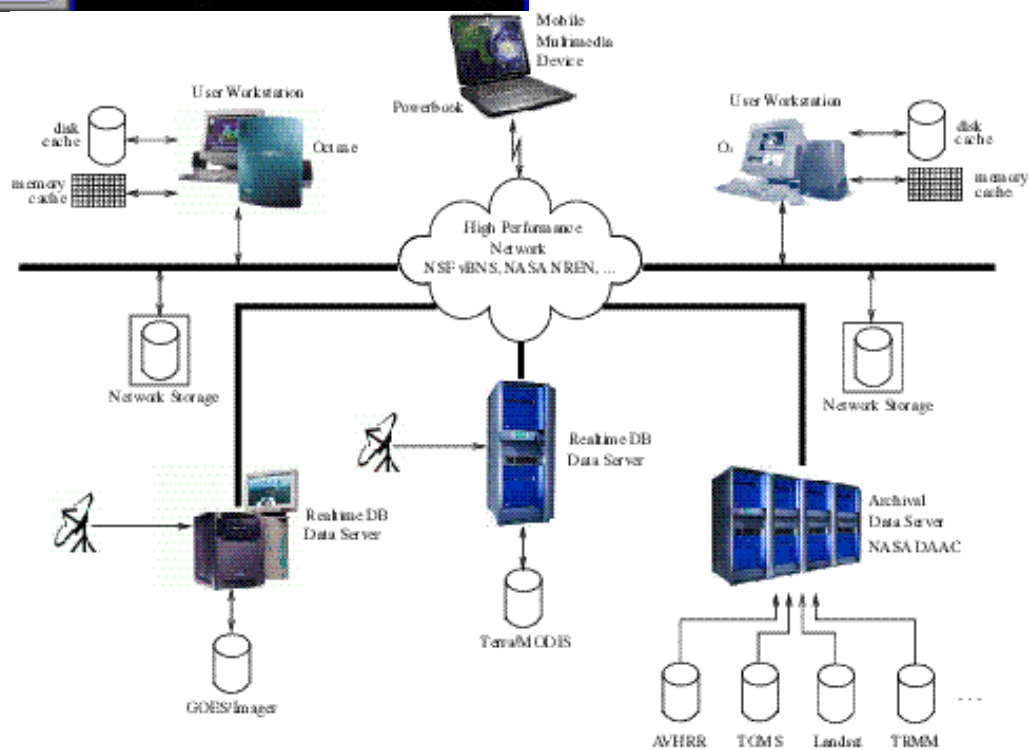 Mobile
Multimedia
Device
Powerbook
User Workstation
disk
cache
Octane
memory
cache
User Workstation
O₂
disk
cache
memory
cache
High Performance
Network
NSF vBNS, NASA NREN, ...
Network Storage
Network Storage
Realtime DB
Data Server
Realtime DB
Data Server
Archival
Data Server
NASA DAAC
Terra/MODIS
GOES/Imager
AVHRR
TOMS
Landsat
TRMM
...